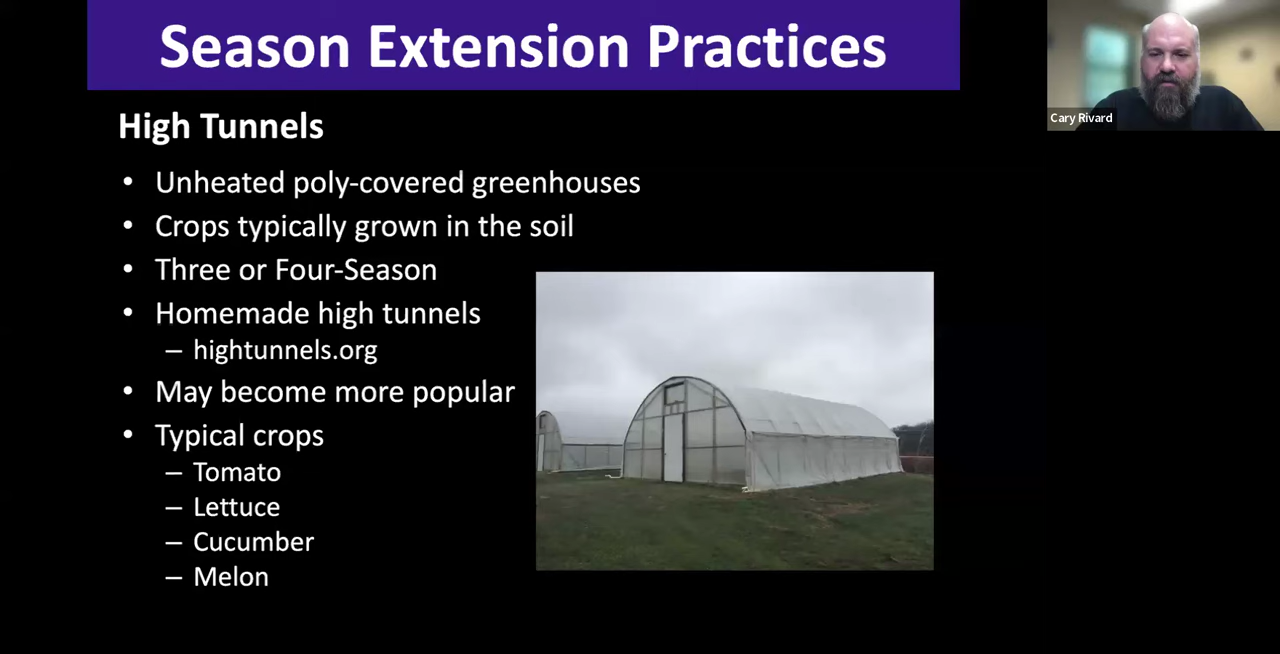 Season Extension Practices
Cary Rivard
High Tunnels
• Unheated poly-covered greenhouses
• Crops typically grown in the soil
• Three or Four-Season
• Homemade high tunnels
– hightunnels.org
• May become more popular
• Typical crops
– Tomato
– Lettuce
– Cucumber
– Melon